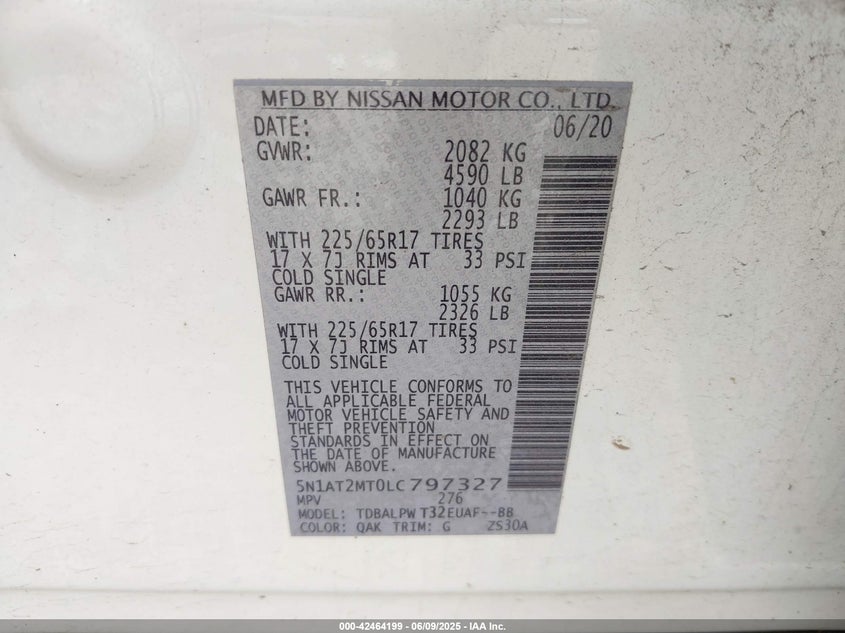 MFD BY NISSAN MOTOR CO., LTD.
DATE: 06/20
GVWR: 2082 KG
4590 LB
GAWR FR.: 1040 KG
2293 LB
WITH 225/65R17 TIRES
17 X 7J RIMS AT 33 PSI
COLD SINGLE
GAWR RR.: 1055 KG
2326 LB
WITH 225/65R17 TIRES
17 X 7J RIMS AT 33 PSI
COLD SINGLE
THIS VEHICLE CONFORMS TO
ALL APPLICABLE FEDERAL
MOTOR VEHICLE SAFETY AND
THEFT PREVENTION
STANDARDS IN EFFECT ON
THE DATE OF MANUFACTURE
SHOWN ABOVE.
5N1AT2MT0LC797327
MPV 276
MODEL: TDBALPW T32EUAF--BB
COLOR: QAK TRIM: G ZS30A
000-42464199 | 06/09/2025 - IAA Inc.